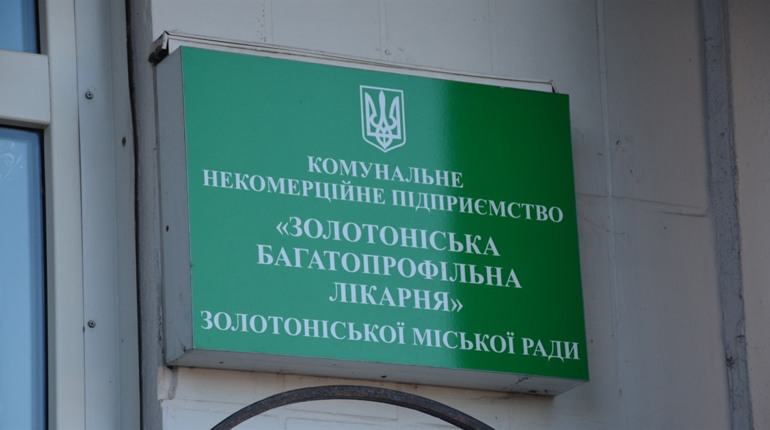 КОМУНАЛЬНЕ
НЕКОМЕРЦІЙНЕ ПІДПРИЄМСТВО
«ЗОЛОТОНІСЬКА
БАГАТОПРОФІЛЬНА
ЛІКАРНЯ»
ЗОЛОТОНІСЬКОЇ МІСЬКОЇ РАДИ